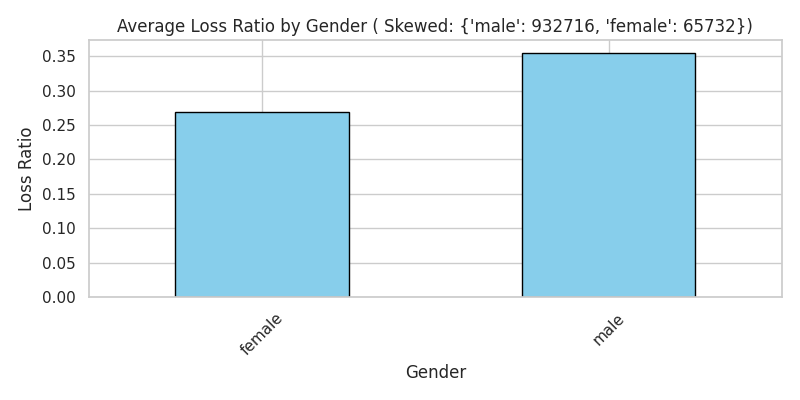 Average Loss Ratio by Gender ( Skewed: {'male': 932716, 'female': 65732})
Loss Ratio
0.35
0.30
0.25
0.20
0.15
0.10
0.05
0.00
female
male
Gender